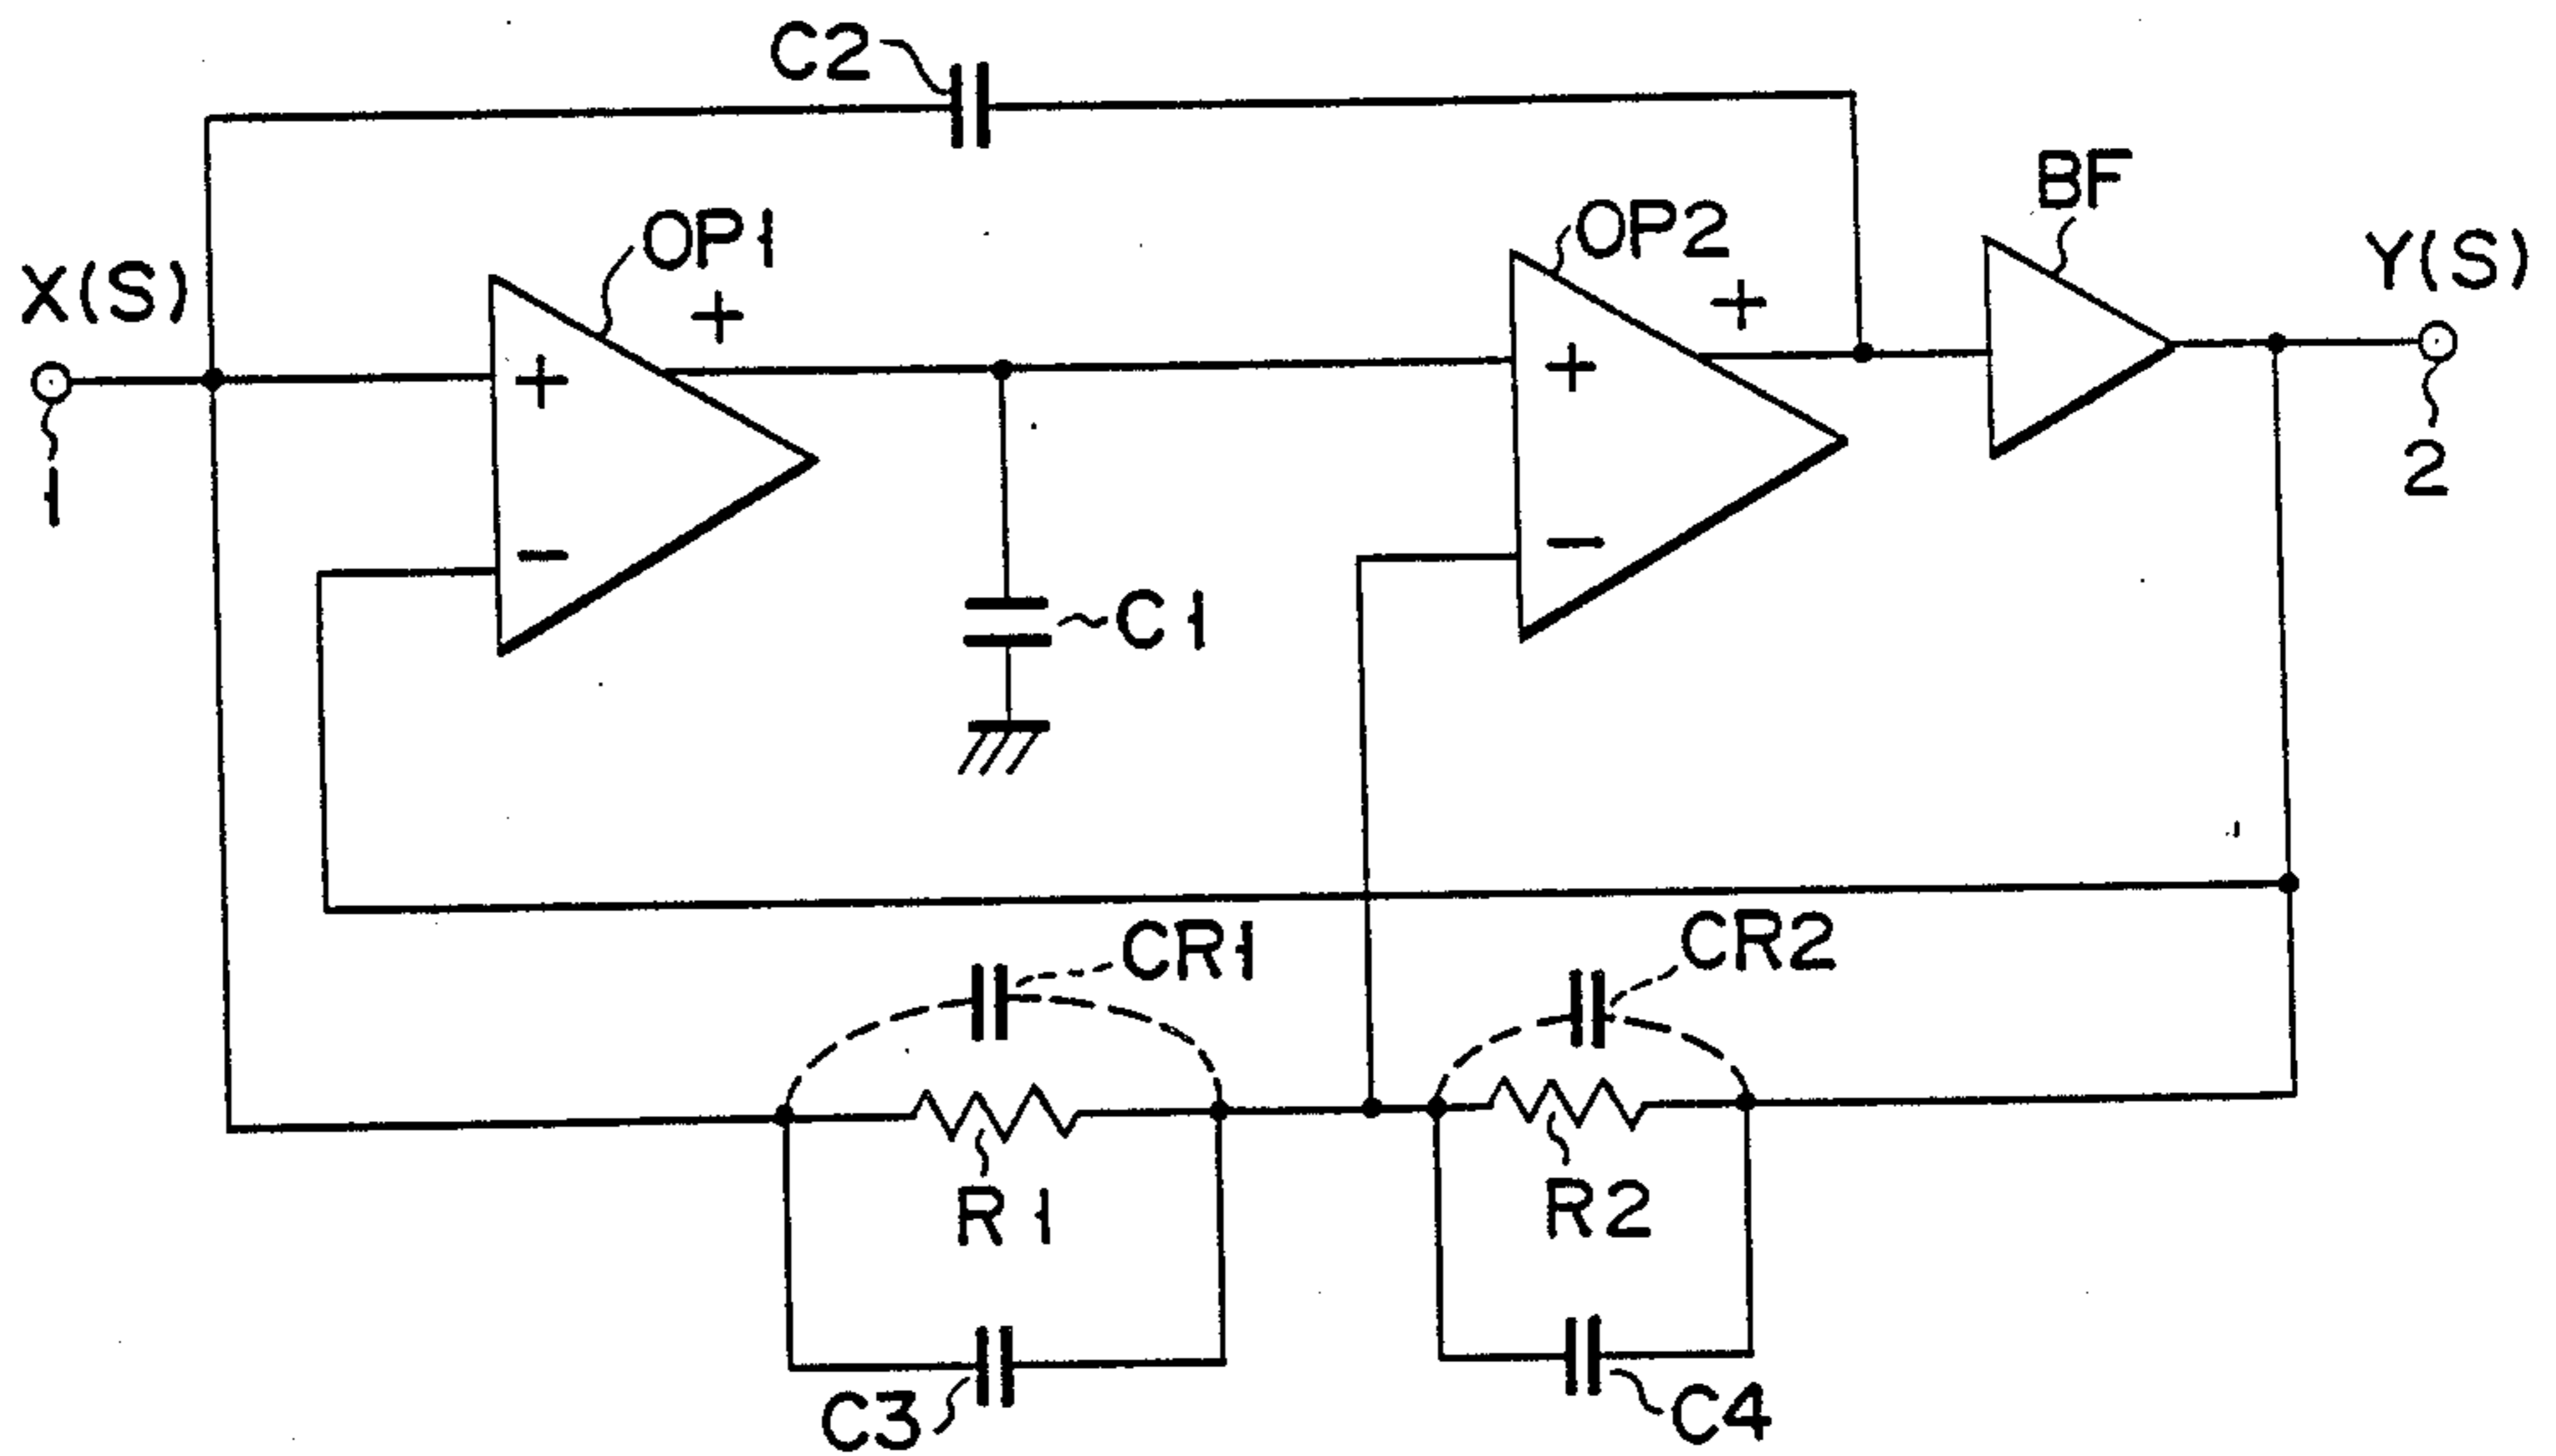 C2
BF
OP1
OP2
X(S)
Y(S)
+
+
+
+
1
2
−
−
C1
CR1
CR2
R1
R2
C3
C4